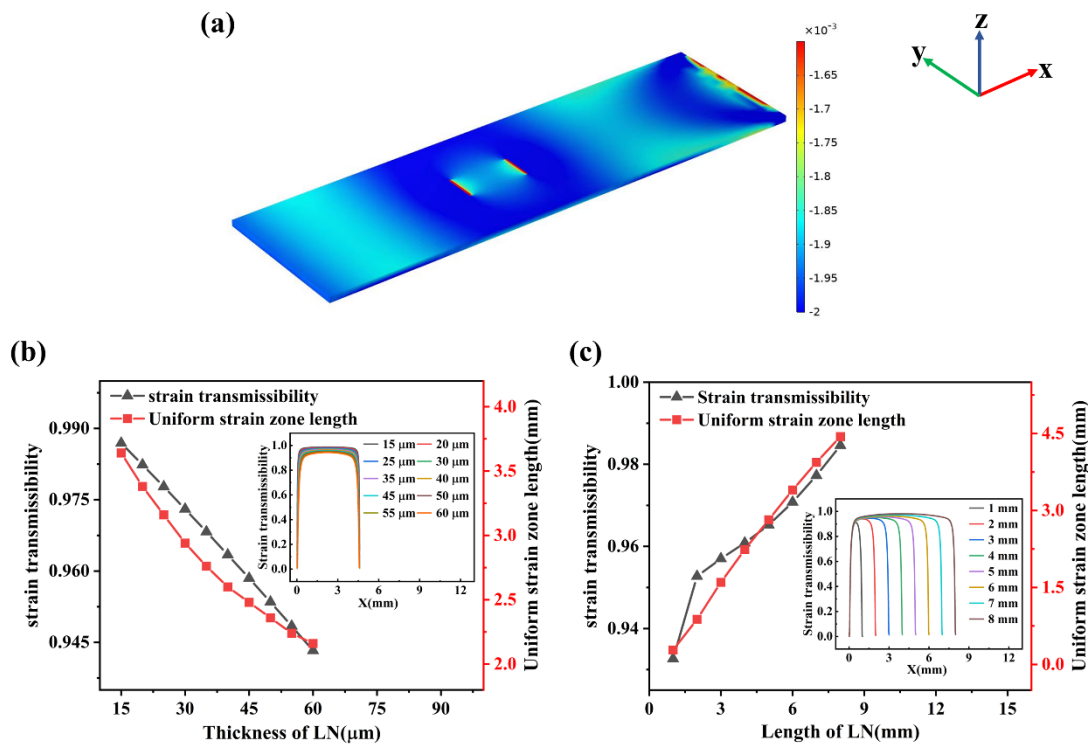 (a)
×10⁻³
-1.65
-1.7
-1.75
-1.8
-1.85
-1.9
-1.95
-2
z
y
x
(b)
strain transmissibility
Uniform strain zone length
0.990
0.975
0.960
0.945
strain transmissibility
4.0
3.5
3.0
2.5
2.0
Uniform strain zone length(mm)
15 30 45 60 75 90
Thickness of LN(μm)
Strain transmissibility
1.0
0.8
0.6
0.4
0.2
0.0
0 3 6 9 12
X(mm)
15 μm 20 μm
25 μm 30 μm
35 μm 40 μm
45 μm 50 μm
55 μm 60 μm
(c)
Strain transmissibility
Uniform strain zone length
1.00
0.98
0.96
0.94
strain transmissibility
4.5
3.0
1.5
0.0
Uniform strain zone length(mm)
0 3 6 9 12 15
Length of LN(mm)
Strain transmissibility
1.0
0.8
0.6
0.4
0.2
0.0
0 3 6 9 12
X(mm)
1 mm
2 mm
3 mm
4 mm
5 mm
6 mm
7 mm
8 mm